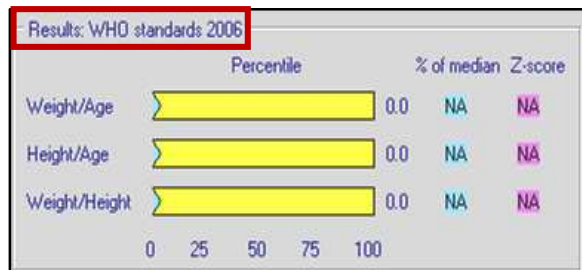 Results: WHO standards 2006
Percentile % of median Z-score
Weight/Age 0.0 NA NA
Height/Age 0.0 NA NA
Weight/Height 0.0 NA NA
0 25 50 75 100